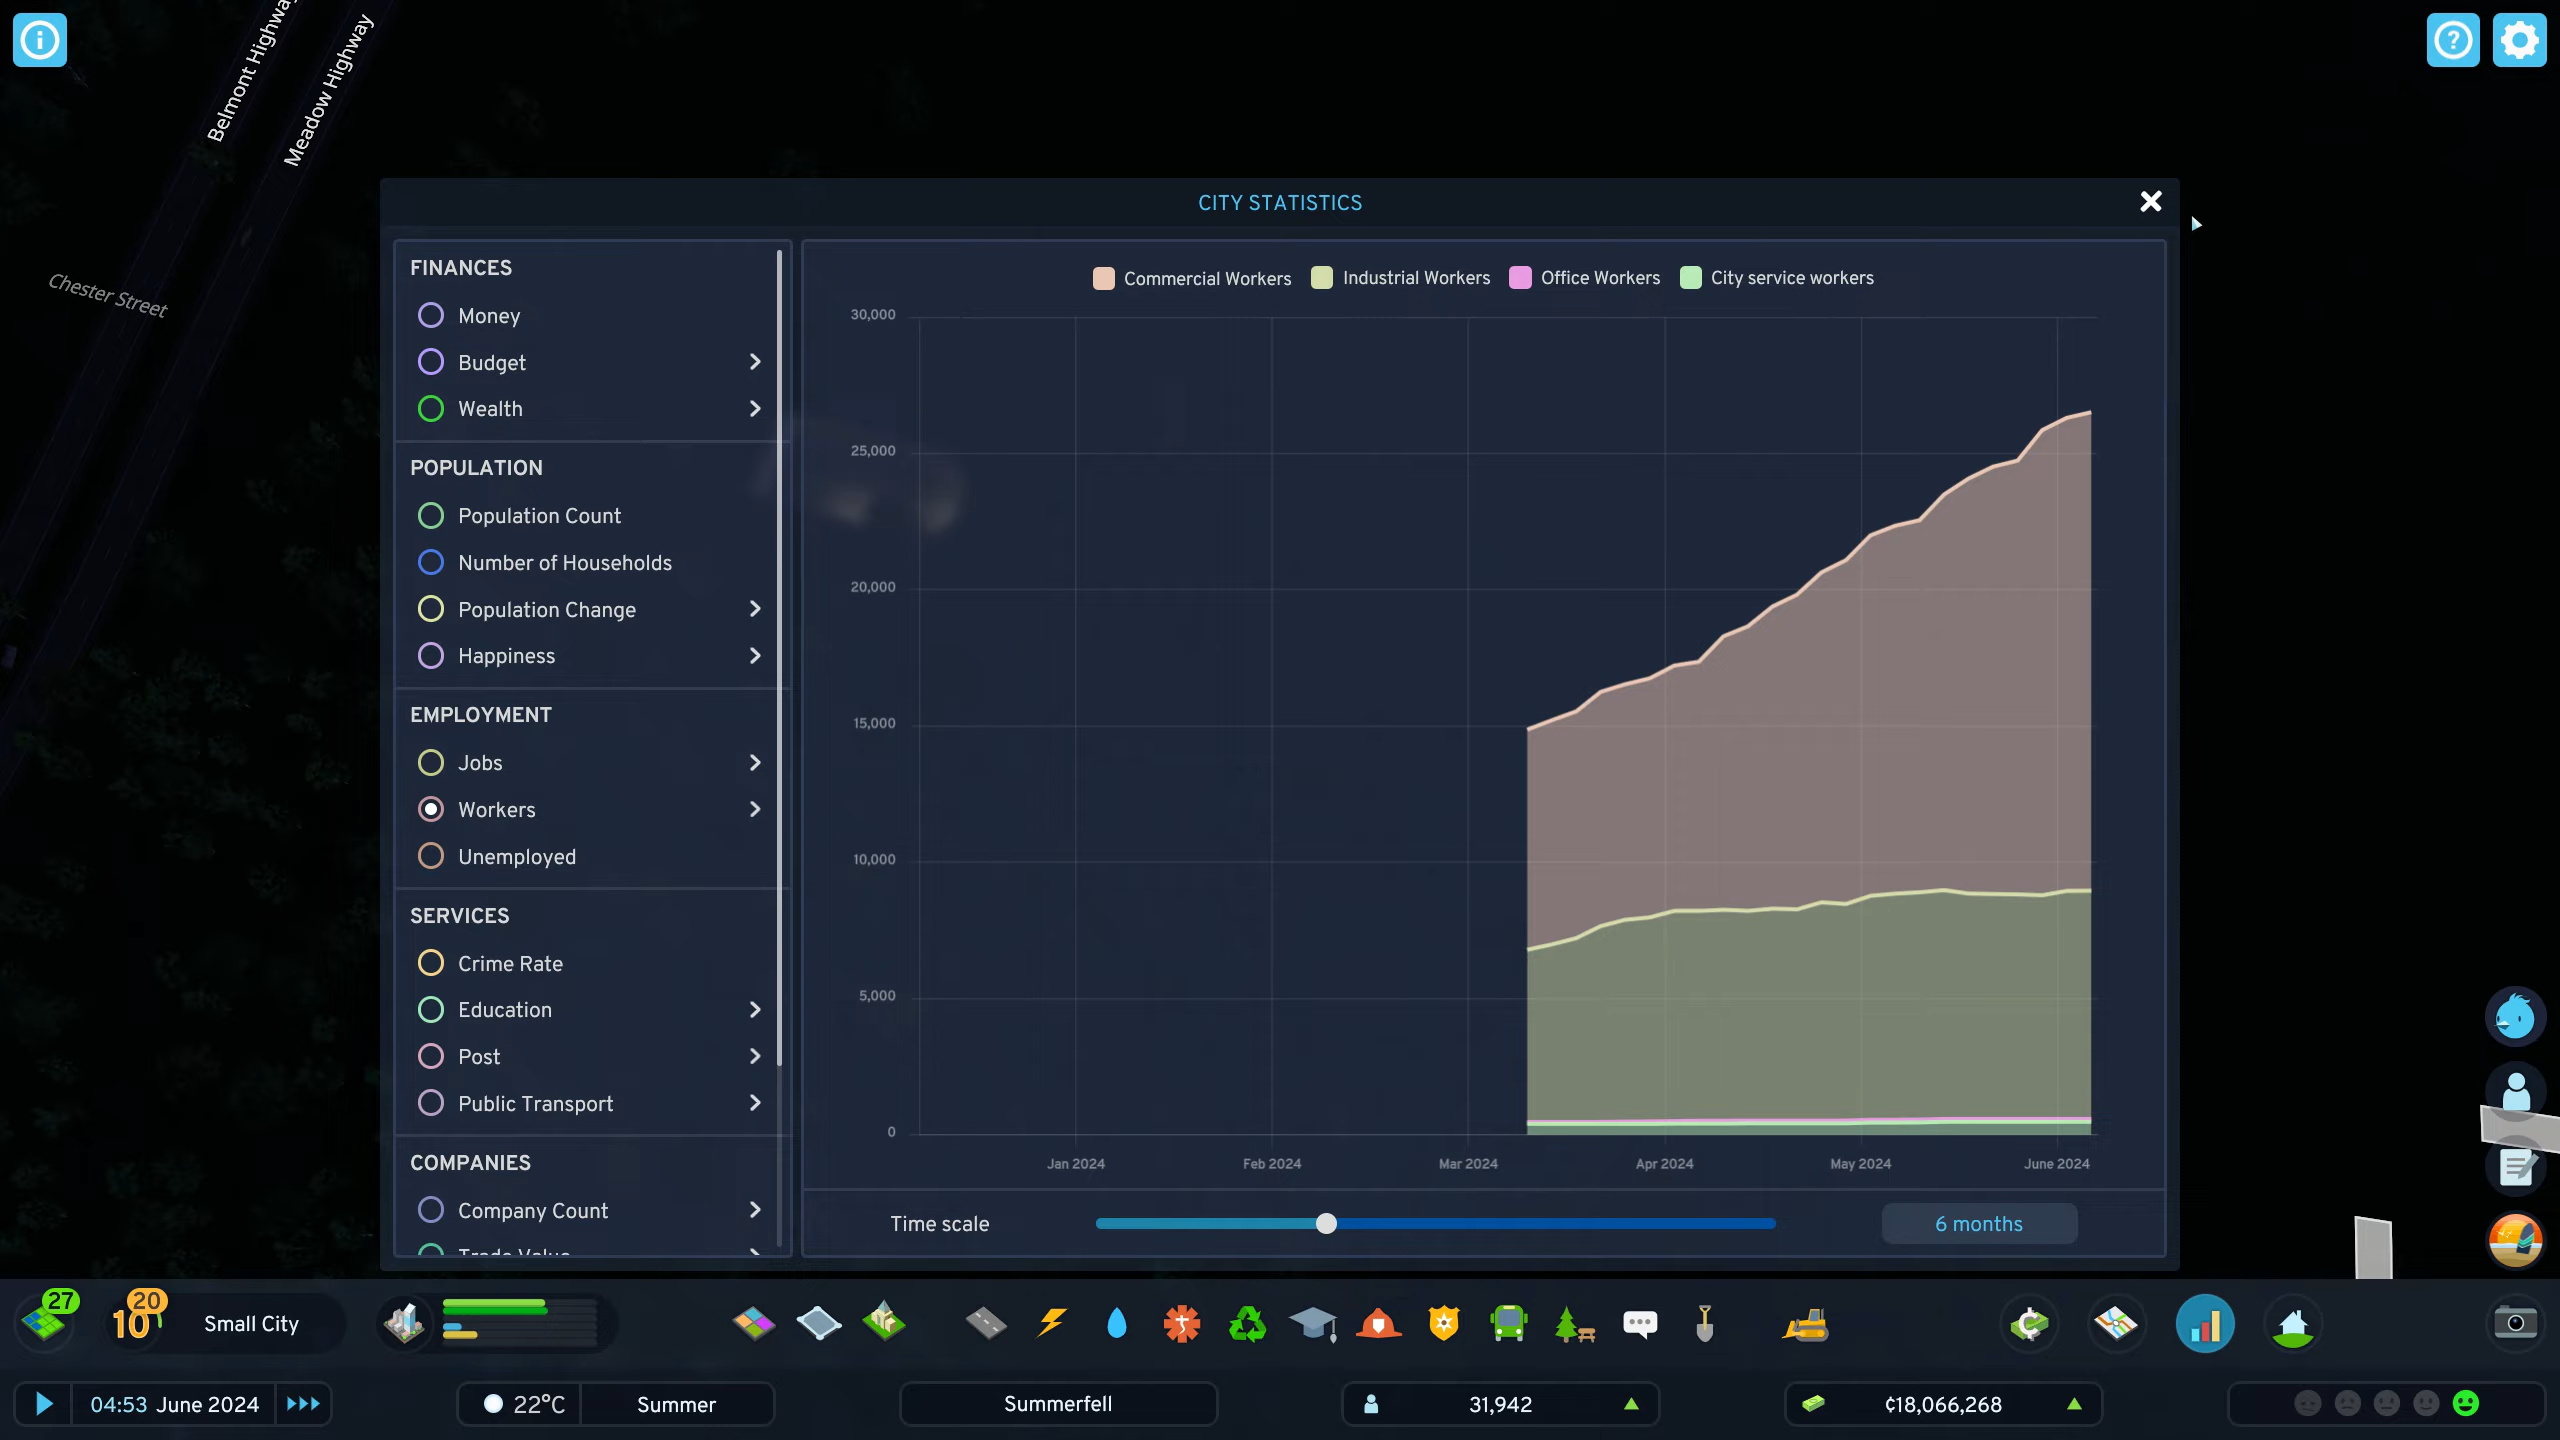 Belmont Highway
Meadow Highway
Chester Street
CITY STATISTICS
FINANCES
Money
Budget
Wealth
POPULATION
Population Count
Number of Households
Population Change
Happiness
EMPLOYMENT
Jobs
Workers
Unemployed
SERVICES
Crime Rate
Education
Post
Public Transport
COMPANIES
Company Count
Trade Value
Commercial Workers Industrial Workers Office Workers City service workers
30,000
25,000
20,000
15,000
10,000
5,000
0
Jan 2024 Feb 2024 Mar 2024 Apr 2024 May 2024 June 2024
Time scale 6 months
27 20 10 Small City
04:53 June 2024 22°C Summer Summerfell 31,942 ¢18,066,268